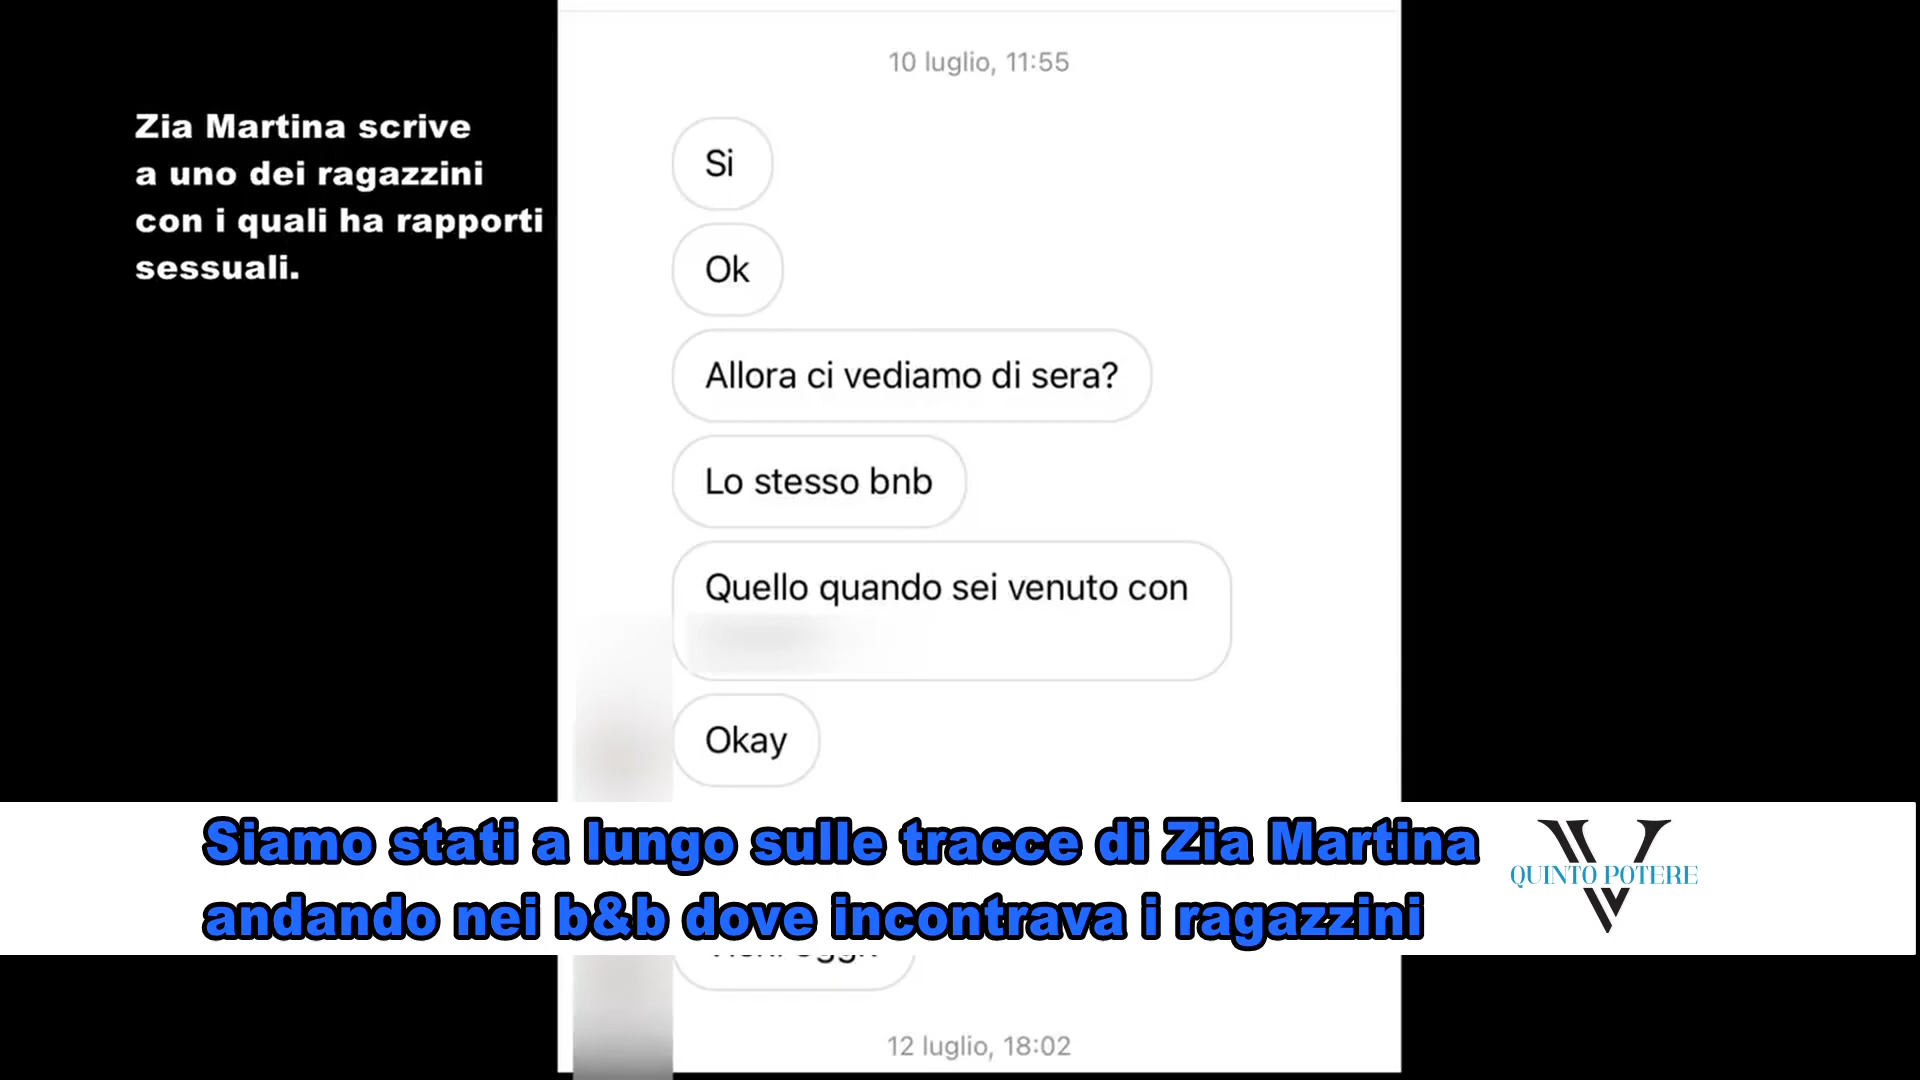 10 luglio, 11:55
Zia Martina scrive
a uno dei ragazzini
con i quali ha rapporti
sessuali.
Si
Ok
Allora ci vediamo di sera?
Lo stesso bnb
Quello quando sei venuto con
Okay
Siamo stati a lungo sulle tracce di Zia Martina
andando nei b&b dove incontrava i ragazzini
QUINTO POTERE
12 luglio, 18:02